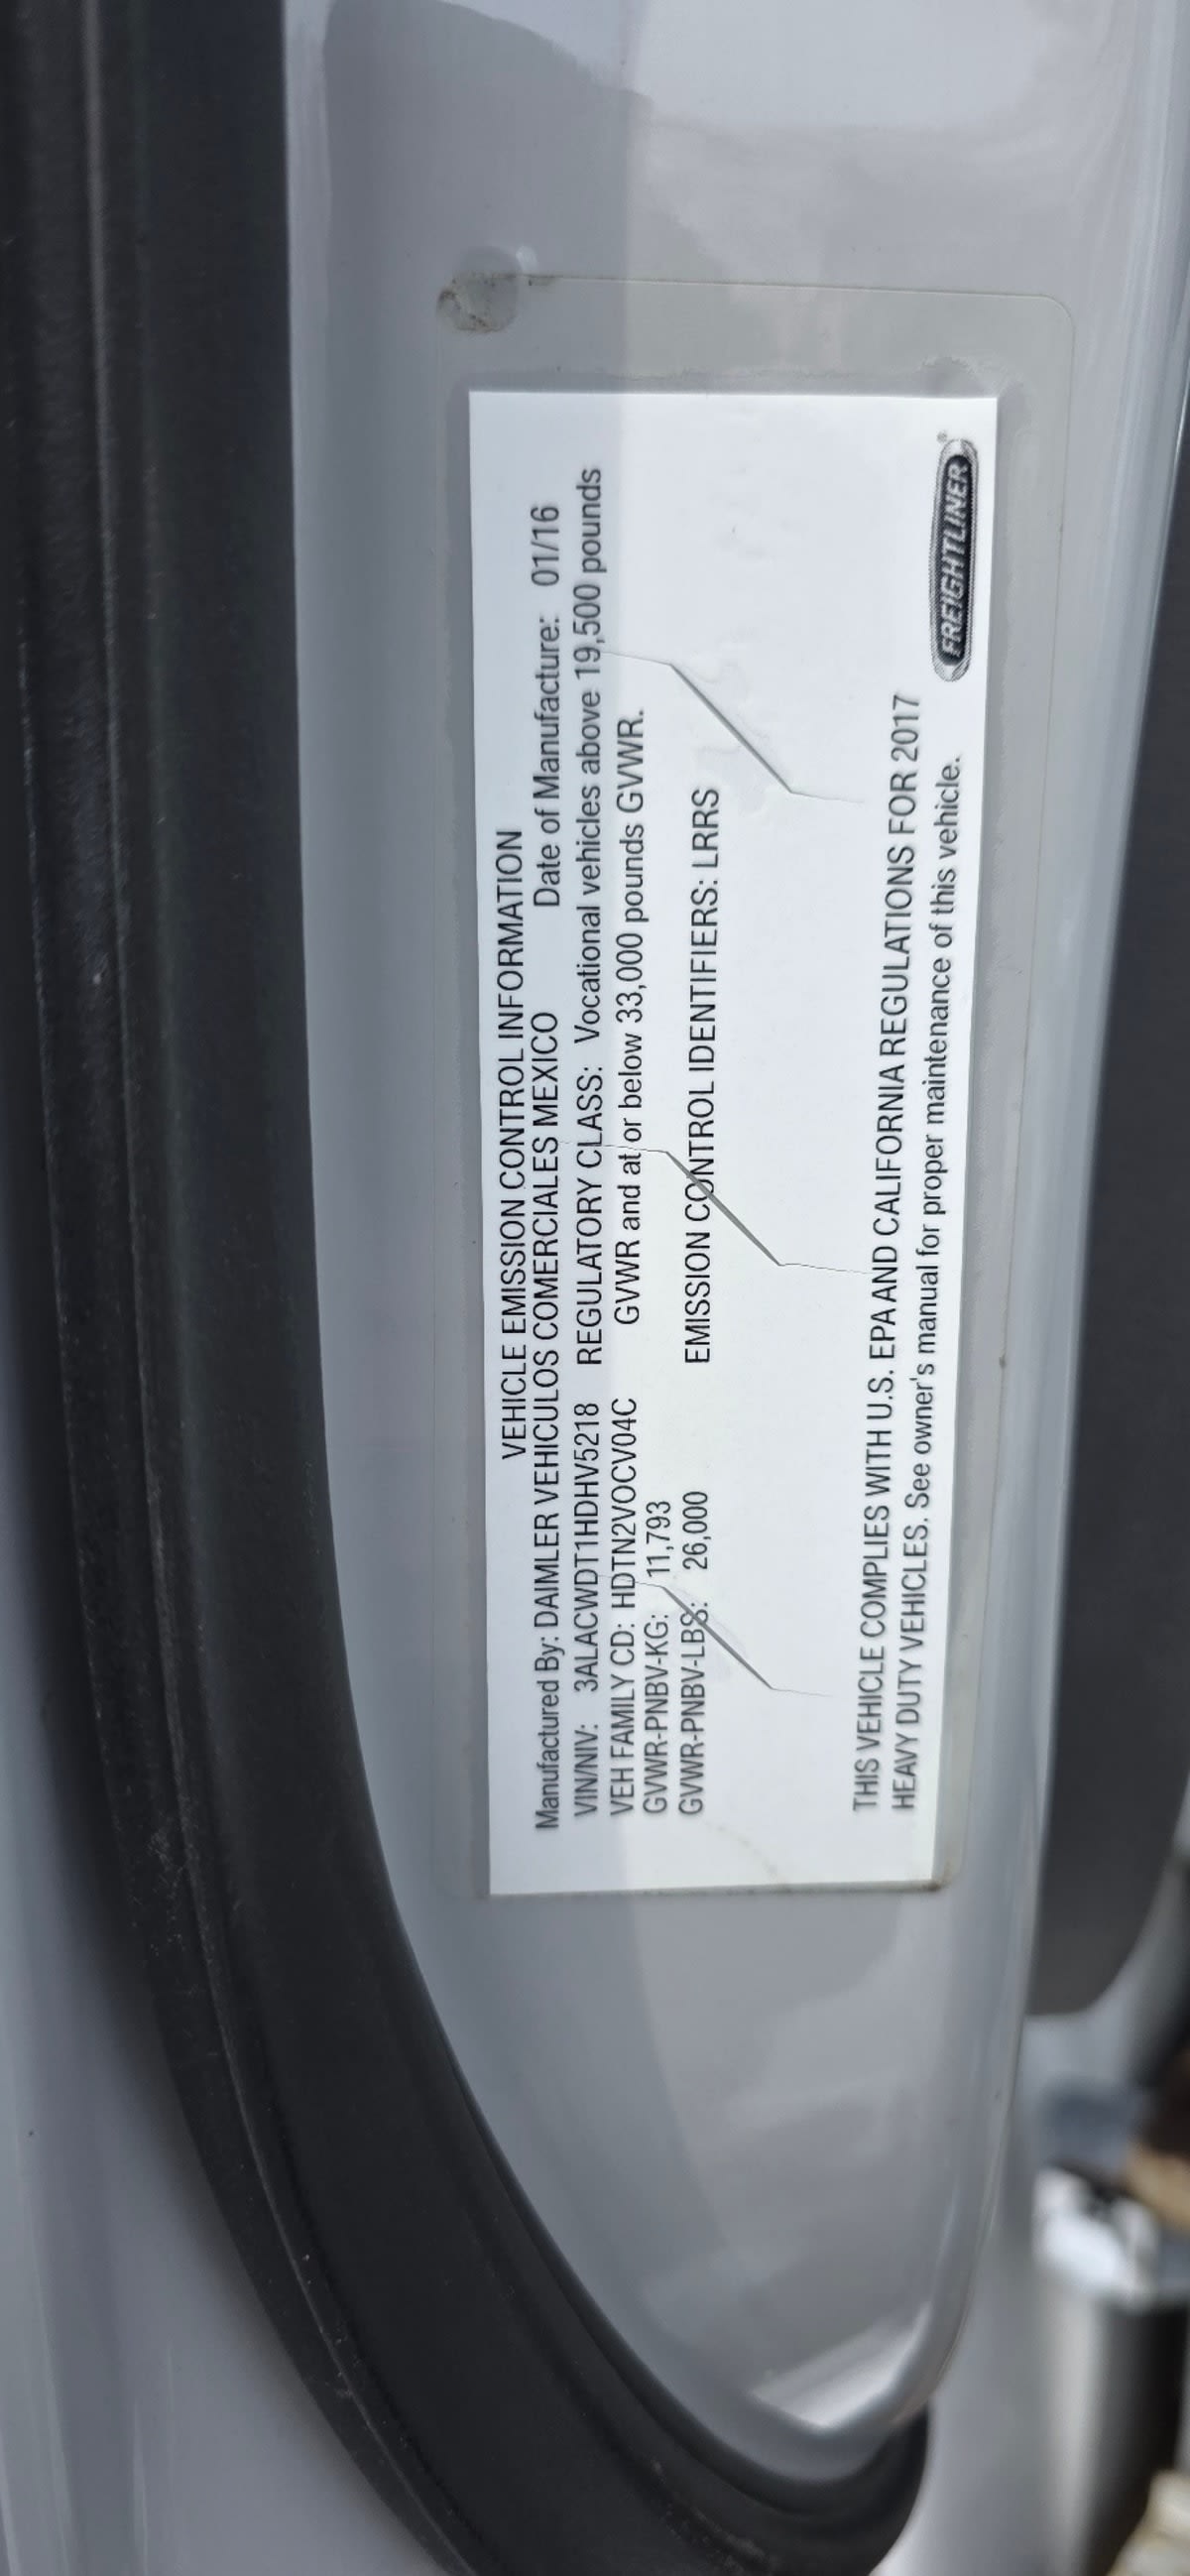 VEHICLE EMISSION CONTROL INFORMATION
Manufactured By: DAIMLER VEHICULOS COMERCIALES MEXICO Date of Manufacture: 01/16
VIN/NIV: 3ALACWDT1HDHV5218 REGULATORY CLASS: Vocational vehicles above 19,500 pounds
VEH FAMILY CD: HDTN2VOCV04C GVWR and at or below 33,000 pounds GVWR.
GVWR-PNBV-KG: 11,793
GVWR-PNBV-LBS: 26,000 EMISSION CONTROL IDENTIFIERS: LRRS
THIS VEHICLE COMPLIES WITH U.S. EPA AND CALIFORNIA REGULATIONS FOR 2017
HEAVY DUTY VEHICLES. See owner's manual for proper maintenance of this vehicle.
FREIGHTLINER®